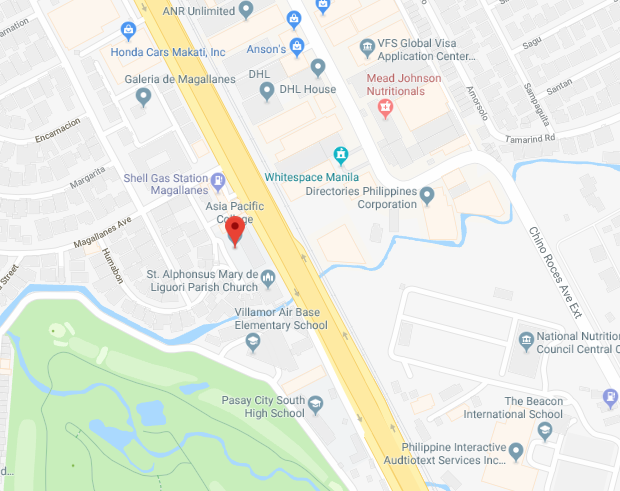 ANR Unlimited
arnation
Honda Cars Makati, Inc
Anson's
VFS Global Visa
Application Center...
Sagu
Santan
Galeria de Magallanes
DHL
DHL House
Mead Johnson
Nutritionals
Amorsolo
Sampaguita
Encarnacion
Tamarind Rd
Margarita
Shell Gas Station
Magallanes
Whitespace Manila
Directories Philippines
Corporation
Asia Pacific
College
Magallanes Ave
Chino Roces Ave Ext
Humabon
Street
St. Alphonsus Mary de
Liguori Parish Church
Villamor Air Base
Elementary School
National Nutrition
Council Central O
Pasay City South
High School
The Beacon
International School
Philippine Interactive
Audtiotext Services Inc...
d...